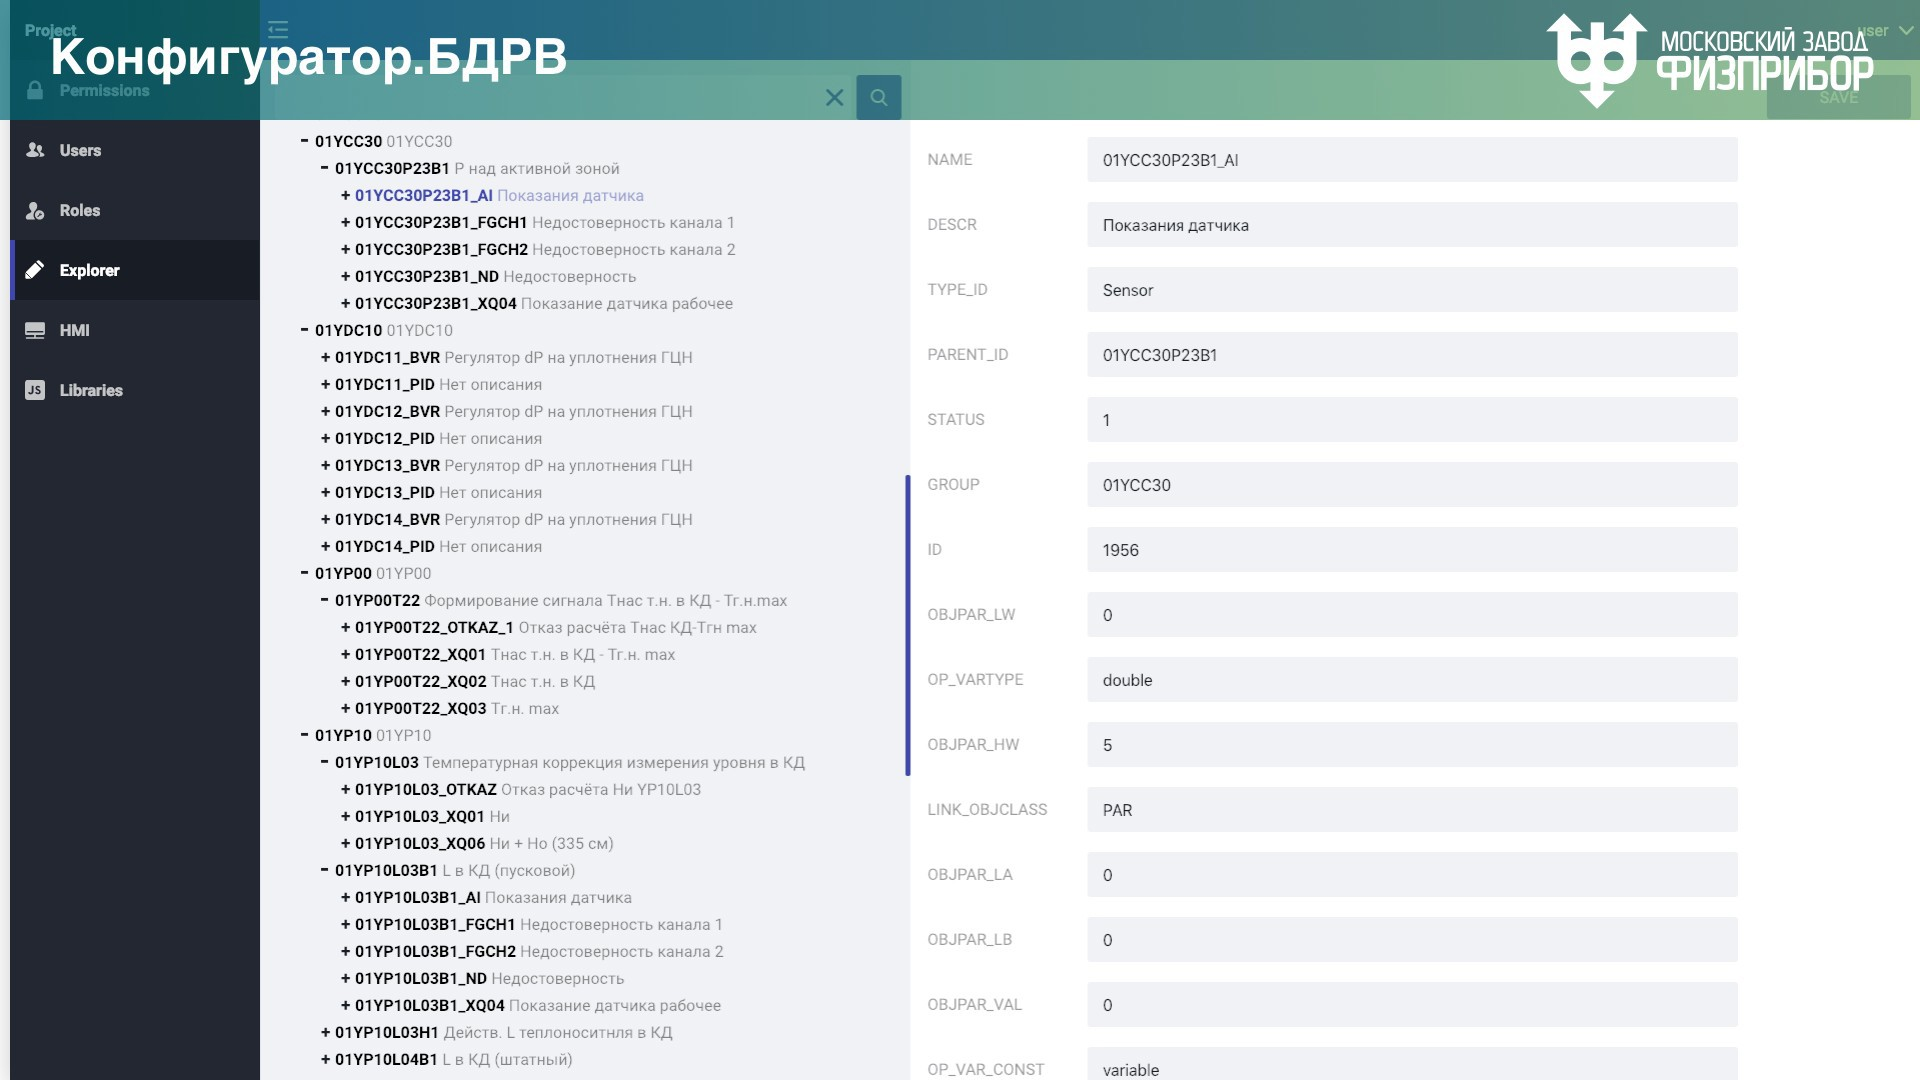 Project
Конфигуратор.БДРВ
МОСКОВСКИЙ ЗАВОД
ФИЗПРИБОР
user
Permissions
SAVE
Users
Roles
Explorer
HMI
JS Libraries
- 01YCC30 01YCC30
- 01YCC30P23B1 P над активной зоной
+ 01YCC30P23B1_AI Показания датчика
+ 01YCC30P23B1_FGCH1 Недостоверность канала 1
+ 01YCC30P23B1_FGCH2 Недостоверность канала 2
+ 01YCC30P23B1_ND Недостоверность
+ 01YCC30P23B1_XQ04 Показание датчика рабочее
- 01YDC10 01YDC10
+ 01YDC11_BVR Регулятор dP на уплотнения ГЦН
+ 01YDC11_PID Нет описания
+ 01YDC12_BVR Регулятор dP на уплотнения ГЦН
+ 01YDC12_PID Нет описания
+ 01YDC13_BVR Регулятор dP на уплотнения ГЦН
+ 01YDC13_PID Нет описания
+ 01YDC14_BVR Регулятор dP на уплотнения ГЦН
+ 01YDC14_PID Нет описания
- 01YP00 01YP00
- 01YP00T22 Формирование сигнала Тнас т.н. в КД - Тг.н.max
+ 01YP00T22_OTKAZ_1 Отказ расчёта Тнас КД-Тгн max
+ 01YP00T22_XQ01 Тнас т.н. в КД - Тг.н. max
+ 01YP00T22_XQ02 Тнас т.н. в КД
+ 01YP00T22_XQ03 Тг.н. max
- 01YP10 01YP10
- 01YP10L03 Температурная коррекция измерения уровня в КД
+ 01YP10L03_OTKAZ Отказ расчёта Ни YP10L03
+ 01YP10L03_XQ01 Ни
+ 01YP10L03_XQ06 Ни + Но (335 см)
- 01YP10L03B1 L в КД (пусковой)
+ 01YP10L03B1_AI Показания датчика
+ 01YP10L03B1_FGCH1 Недостоверность канала 1
+ 01YP10L03B1_FGCH2 Недостоверность канала 2
+ 01YP10L03B1_ND Недостоверность
+ 01YP10L03B1_XQ04 Показание датчика рабочее
+ 01YP10L03H1 Действ. L теплоноситнля в КД
+ 01YP10L04B1 L в КД (штатный)
NAME 01YCC30P23B1_AI
DESCR Показания датчика
TYPE_ID Sensor
PARENT_ID 01YCC30P23B1
STATUS 1
GROUP 01YCC30
ID 1956
OBJPAR_LW 0
OP_VARTYPE double
OBJPAR_HW 5
LINK_OBJCLASS PAR
OBJPAR_LA 0
OBJPAR_LB 0
OBJPAR_VAL 0
OP_VAR_CONST variable